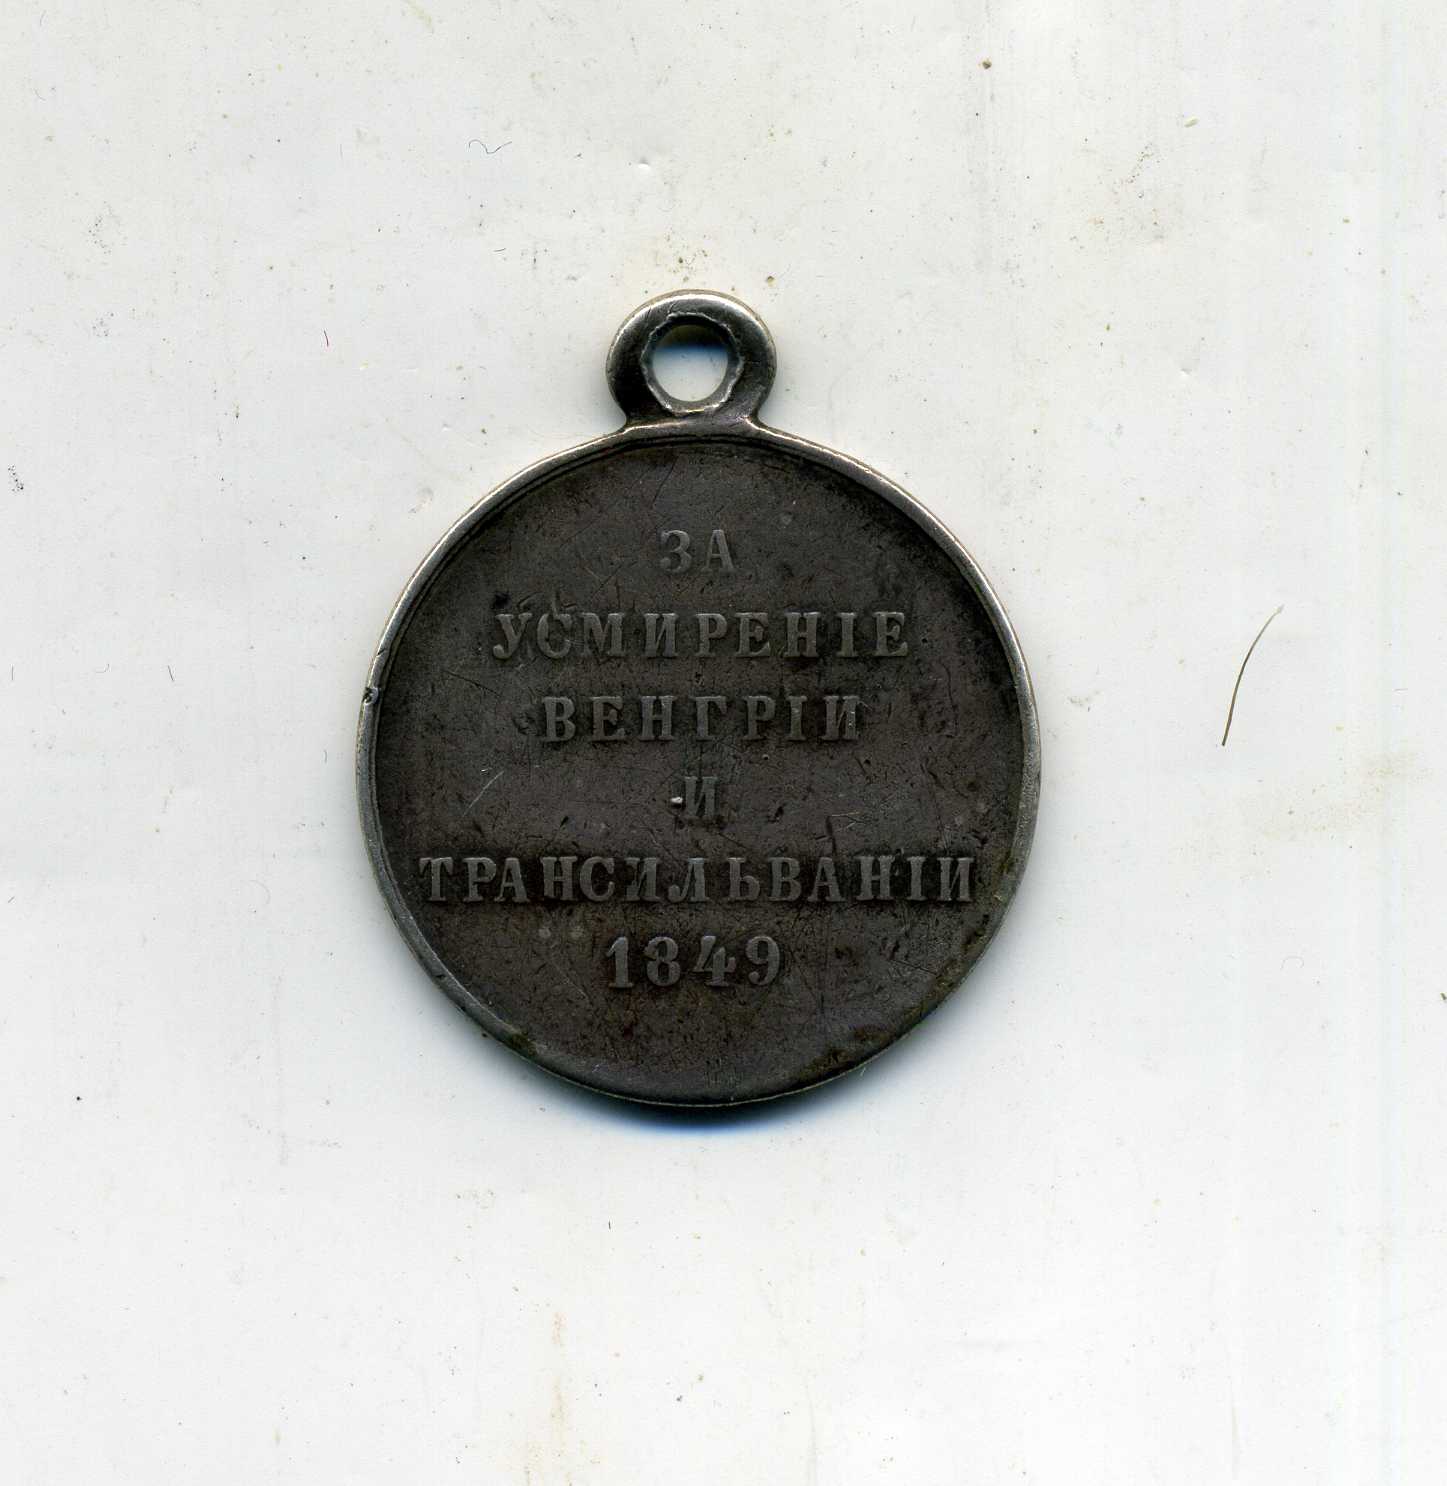 ЗА
УСМИРЕНІЕ
ВЕНГРІИ
И
ТРАНСИЛЬВАНІИ
1849